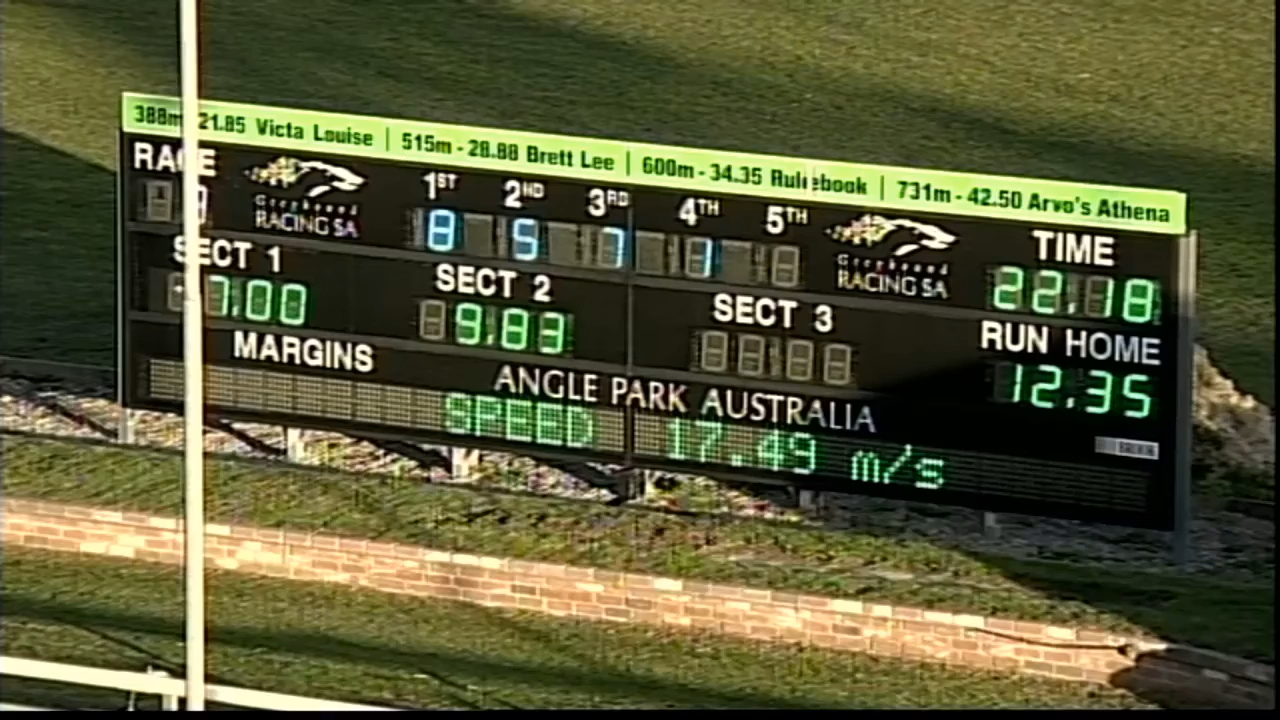 388m 21.85 Victa Louise | 515m - 28.88 Brett Lee | 600m - 34.35 Rulebook | 731m - 42.50 Arvo's Athena
RACE
1ST 2ND 3RD 4TH 5TH
Greyhound
RACING SA
8 5 7 1
Greyhound
RACING SA
TIME
22.18
SECT 1
7.00
SECT 2
9.83
SECT 3
RUN HOME
12.35
MARGINS
ANGLE PARK AUSTRALIA
SPEED 17.49 m/s